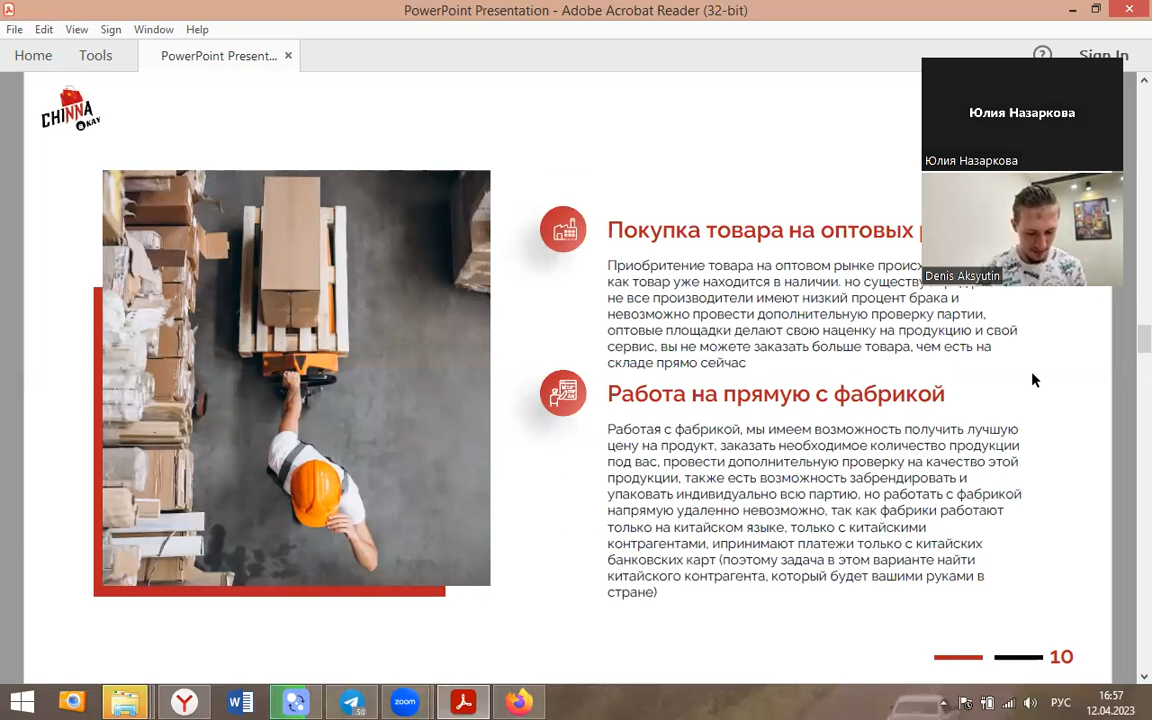 PowerPoint Presentation - Adobe Acrobat Reader (32-bit)
File Edit View Sign Window Help
Home Tools PowerPoint Present... × ? Sign In
CHINNA
OKAY
Юлия Назаркова
Юлия Назаркова
Denis Aksyutin
Покупка товара на оптовых
Приобритение товара на оптовом рынке
как товар уже находится в наличии. но
не все производители имеют низкий процент брака и
невозможно провести дополнительную проверку партии,
оптовые площадки делают свою наценку на продукцию и свой
сервис, вы не можете заказать больше товара, чем есть на
складе прямо сейчас
Работа на прямую с фабрикой
Работая с фабрикой, мы имеем возможность получить лучшую
цену на продукт, заказать необходимое количество продукции
под вас, провести дополнительную проверку на качество этой
продукции, также есть возможность забрендировать и
упаковать индивидуально всю партию, но работать с фабрикой
напрямую удаленно невозможно, так как фабрики работают
только на китайском языке, только с китайскими
контрагентами, ипринимают платежи только с китайских
банковских карт (поэтому задача в этом варианте найти
китайского контрагента, который будет вашими руками в
стране)
10
50
zoom
РУС
16:57
12.04.2023